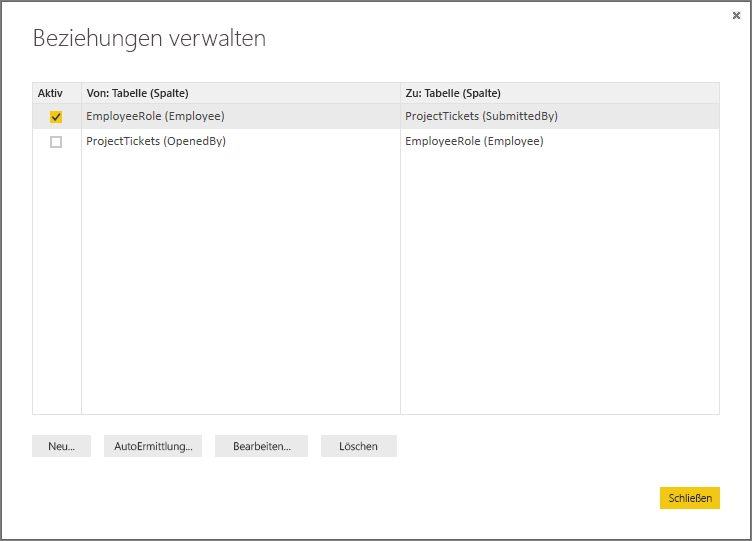 Beziehungen verwalten
Aktiv Von: Tabelle (Spalte) Zu: Tabelle (Spalte)
EmployeeRole (Employee) ProjectTickets (SubmittedBy)
ProjectTickets (OpenedBy) EmployeeRole (Employee)
Neu... AutoErmittlung... Bearbeiten... Löschen
Schließen